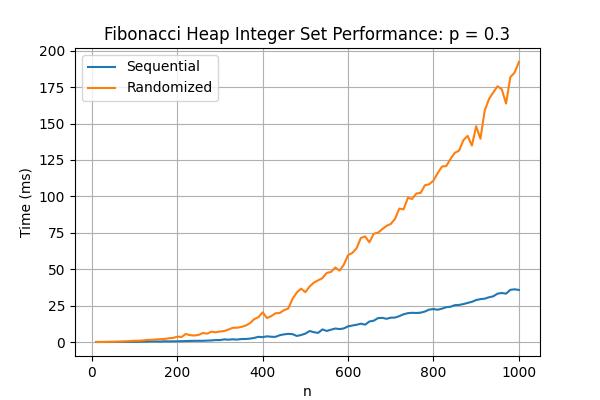 Fibonacci Heap Integer Set Performance: p = 0.3
200
175
150
125
100
75
50
25
0
Time (ms)
Sequential
Randomized
0 200 400 600 800 1000
n